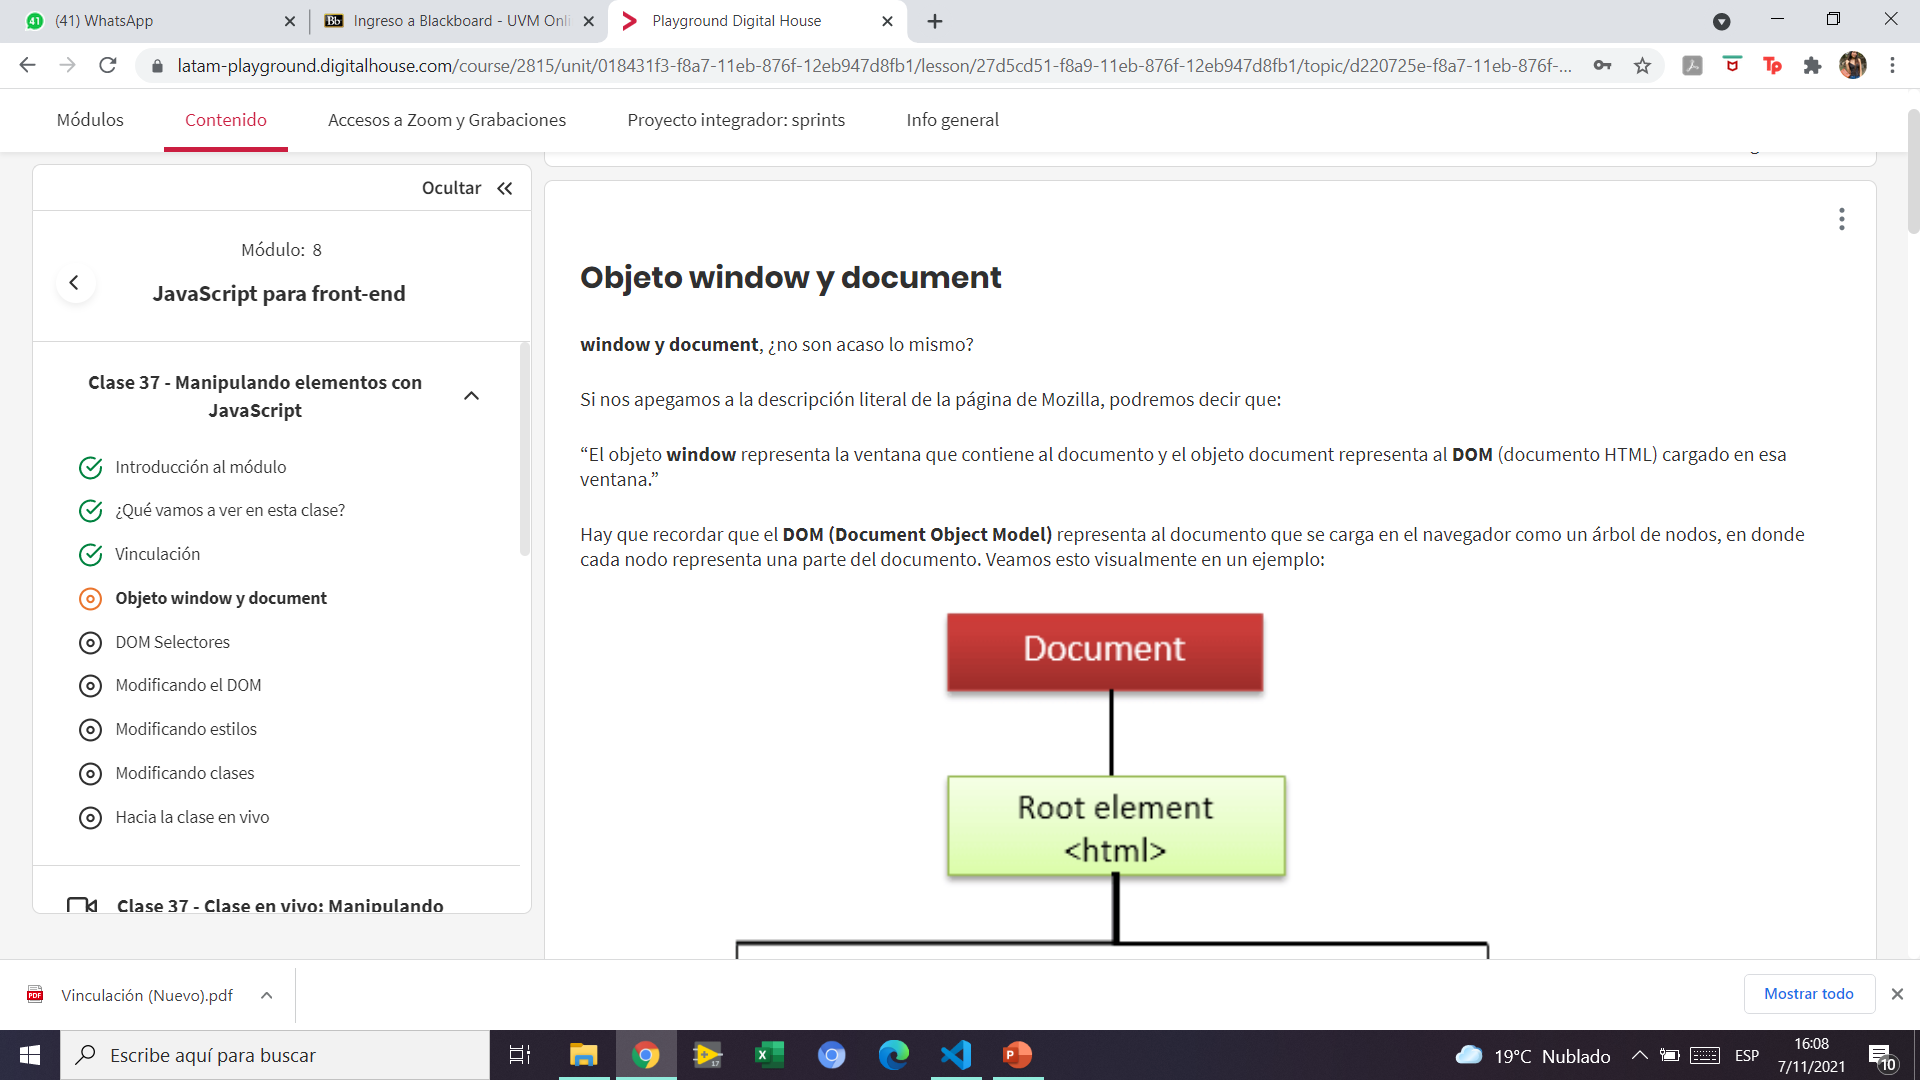 (41) WhatsApp
Ingreso a Blackboard - UVM Onli
Playground Digital House
latam-playground.digitalhouse.com/course/2815/unit/018431f3-f8a7-11eb-876f-12eb947d8fb1/lesson/27d5cd51-f8a9-11eb-876f-12eb947d8fb1/topic/d220725e-f8a7-11eb-876f-...
Módulos
Contenido
Accesos a Zoom y Grabaciones
Proyecto integrador: sprints
Info general
Ocultar
Módulo: 8
JavaScript para front-end
Clase 37 - Manipulando elementos con
JavaScript
Introducción al módulo
¿Qué vamos a ver en esta clase?
Vinculación
Objeto window y document
DOM Selectores
Modificando el DOM
Modificando estilos
Modificando clases
Hacia la clase en vivo
Clase 37 - Clase en vivo: Manipulando
Objeto window y document
window y document, ¿no son acaso lo mismo?
Si nos apegamos a la descripción literal de la página de Mozilla, podremos decir que:
“El objeto window representa la ventana que contiene al documento y el objeto document representa al DOM (documento HTML) cargado en esa
ventana.”
Hay que recordar que el DOM (Document Object Model) representa al documento que se carga en el navegador como un árbol de nodos, en donde
cada nodo representa una parte del documento. Veamos esto visualmente en un ejemplo:
Document
Root element
<html>
Vinculación (Nuevo).pdf
Mostrar todo
Escribe aquí para buscar
19°C Nublado
ESP
16:08
7/11/2021
10